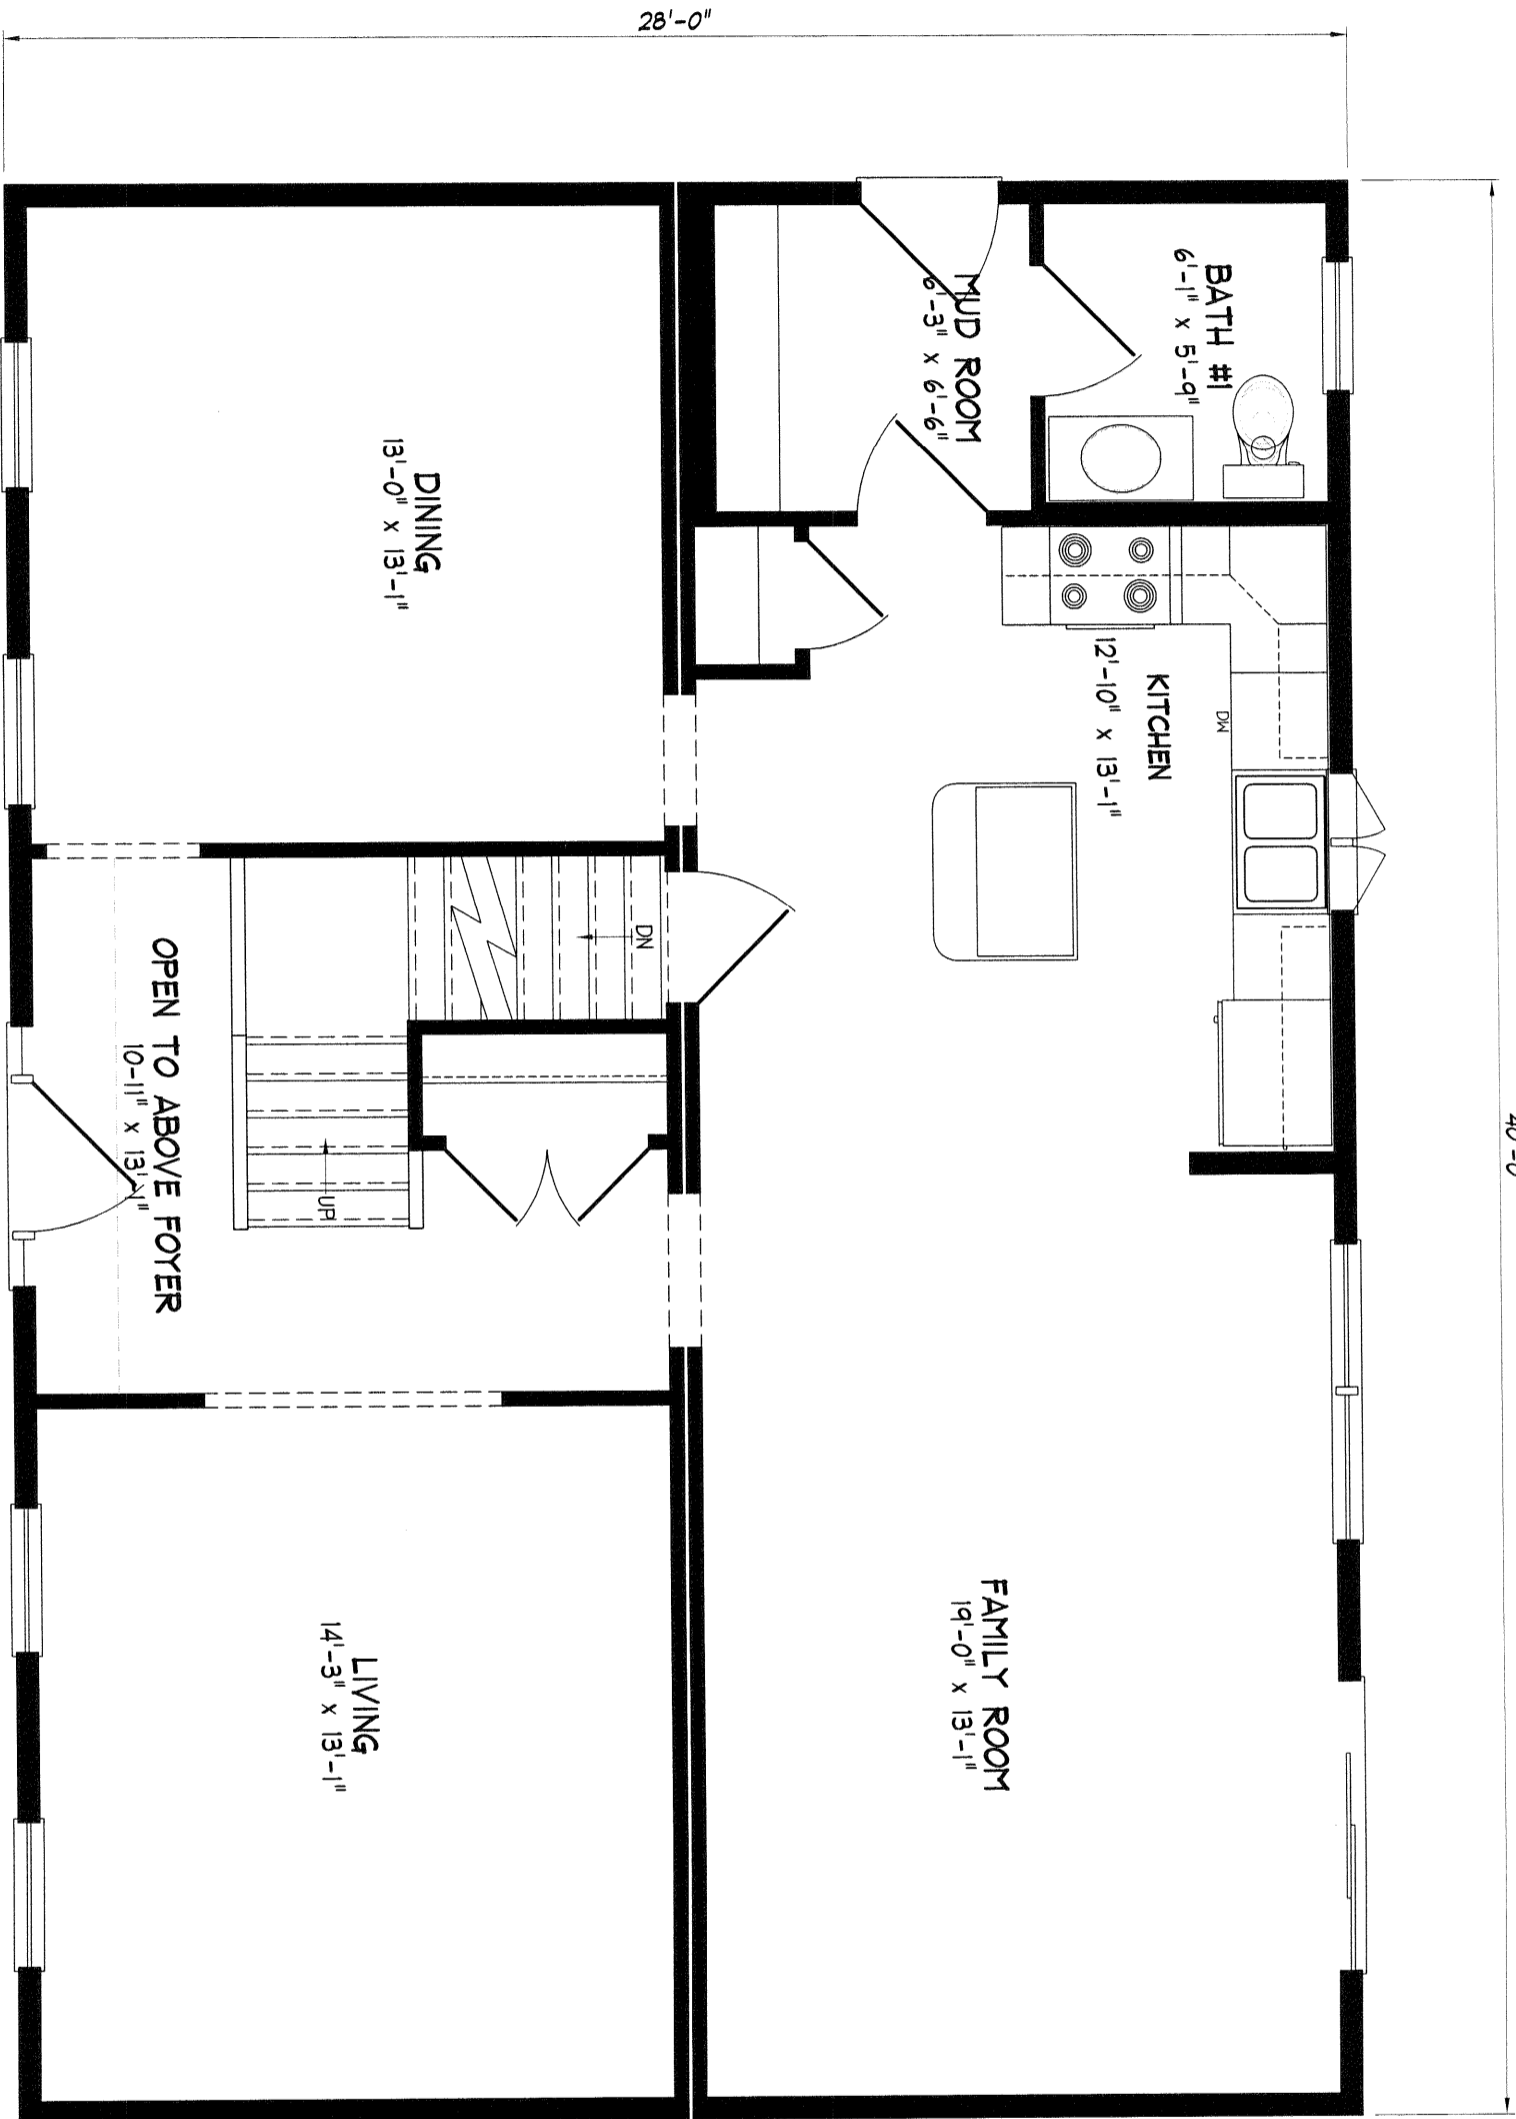 28'-0"
BATH #1
6'-1" x 5'-9"
MUD ROOM
6'-3" x 6'-6"
KITCHEN
12'-10" x 13'-1"
DW
DINING
13'-0" x 13'-1"
DN
UP
OPEN TO ABOVE FOYER
10-11" x 13'-1"
FAMILY ROOM
19'-0" x 13'-1"
LIVING
14'-3" x 13'-1"